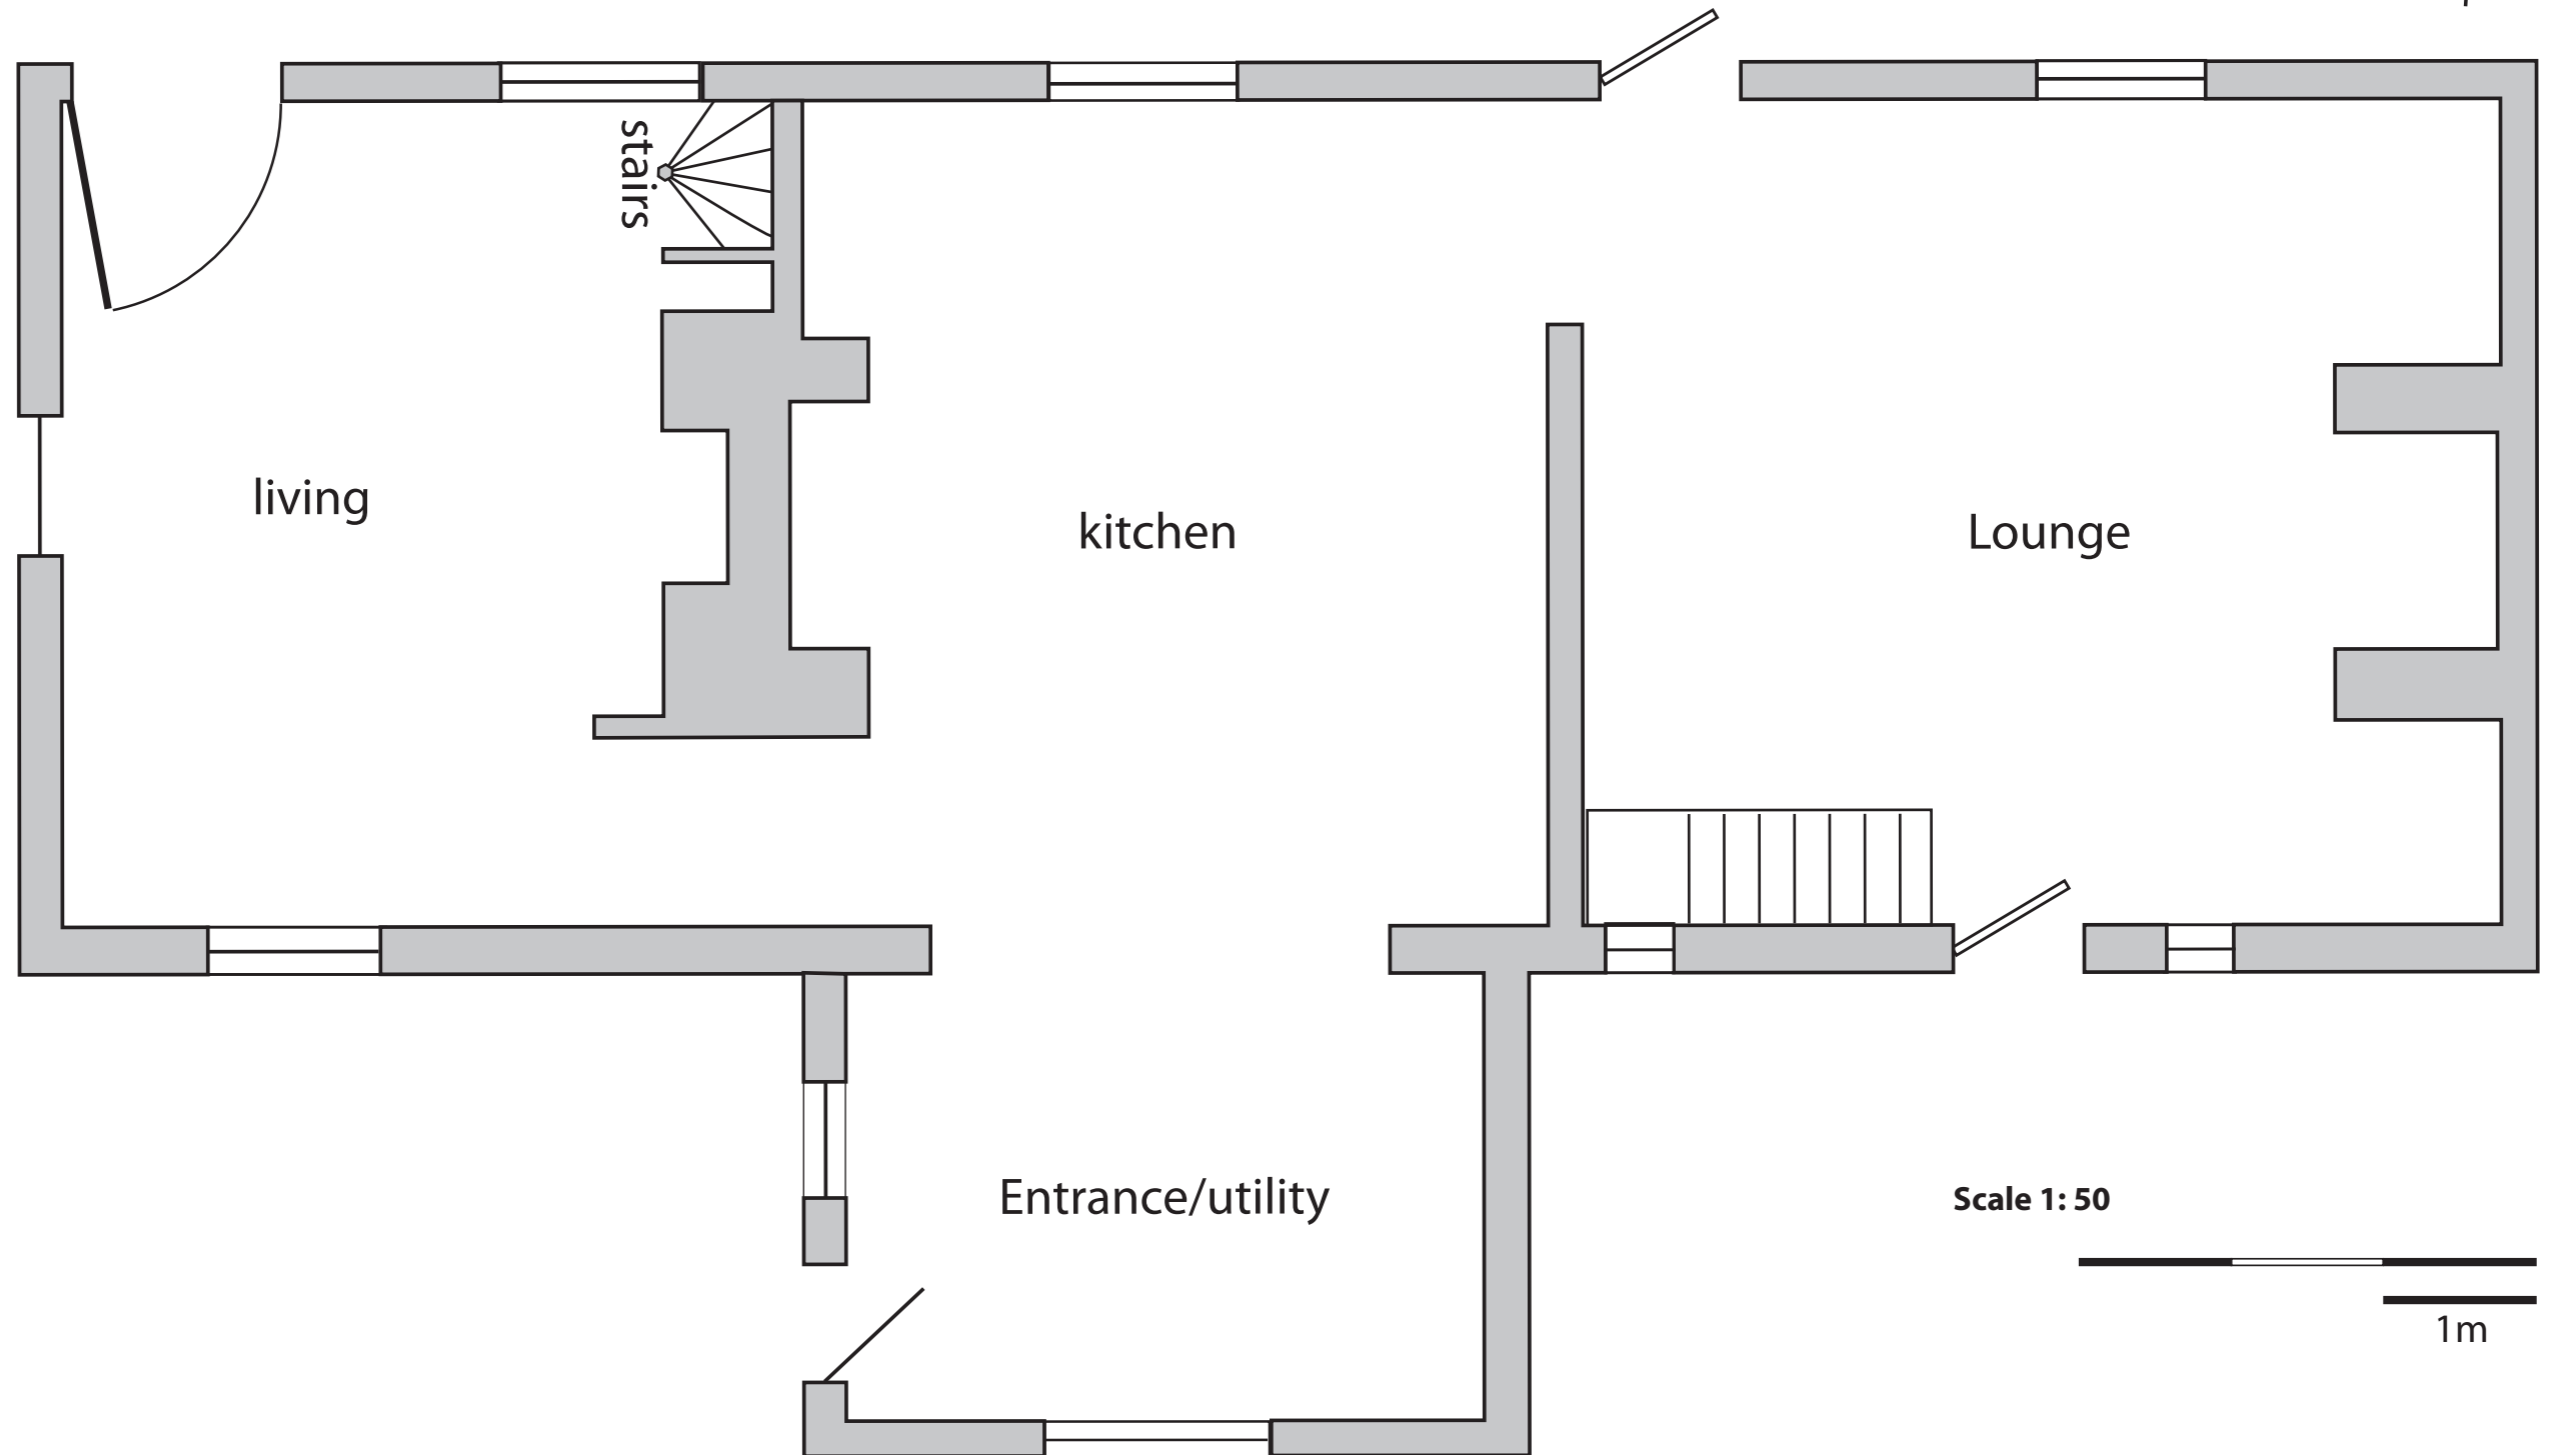 stairs
living
kitchen
Lounge
Entrance/utility
Scale 1: 50
1m